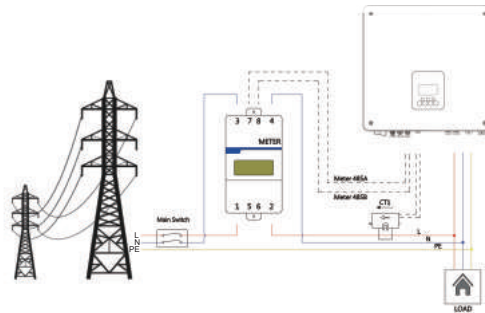 3 7 8 4
METER
1 5 6 2
Main Switch
L
N
PE
Meter 485A
Meter 485B
CT1
L
N
PE
LOAD